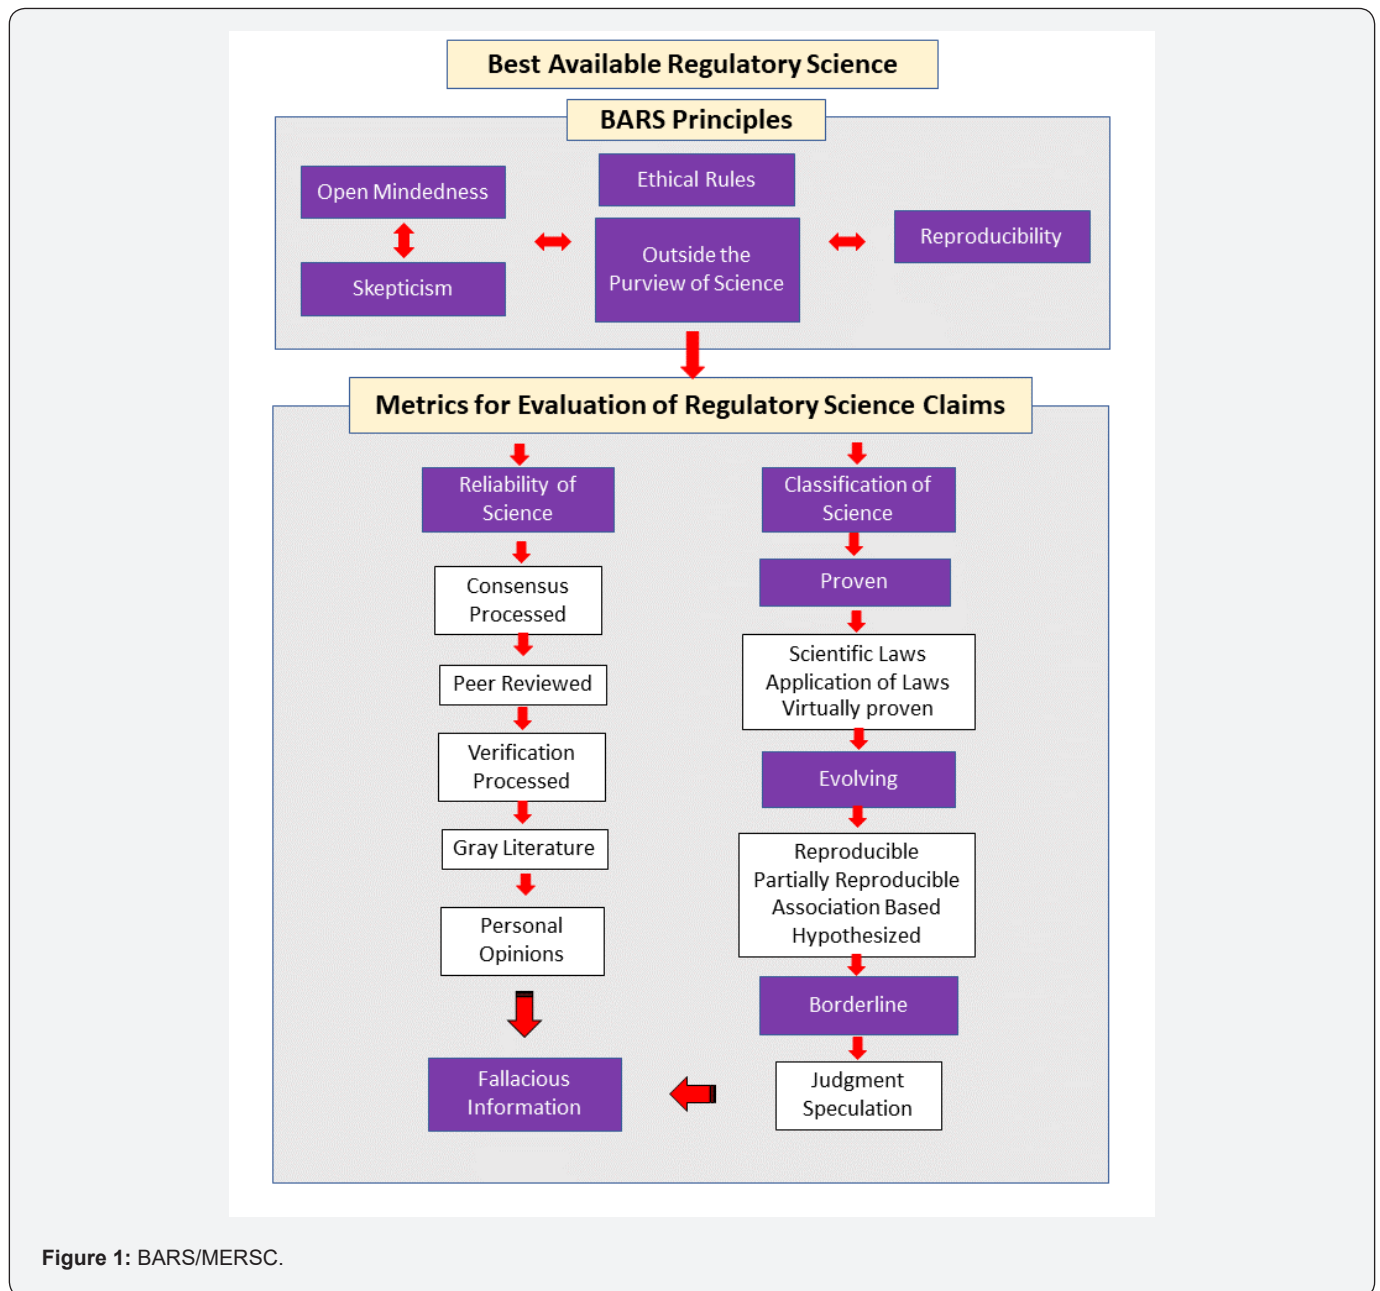 Best Available Regulatory Science
BARS Principles
Open Mindedness
Skepticism
Ethical Rules
Outside the
Purview of Science
Reproducibility
Metrics for Evaluation of Regulatory Science Claims
Reliability of
Science
Consensus
Processed
Peer Reviewed
Verification
Processed
Gray Literature
Personal
Opinions
Fallacious
Information
Classification of
Science
Proven
Scientific Laws
Application of Laws
Virtually proven
Evolving
Reproducible
Partially Reproducible
Association Based
Hypothesized
Borderline
Judgment
Speculation
Figure 1: BARS/MERSC.